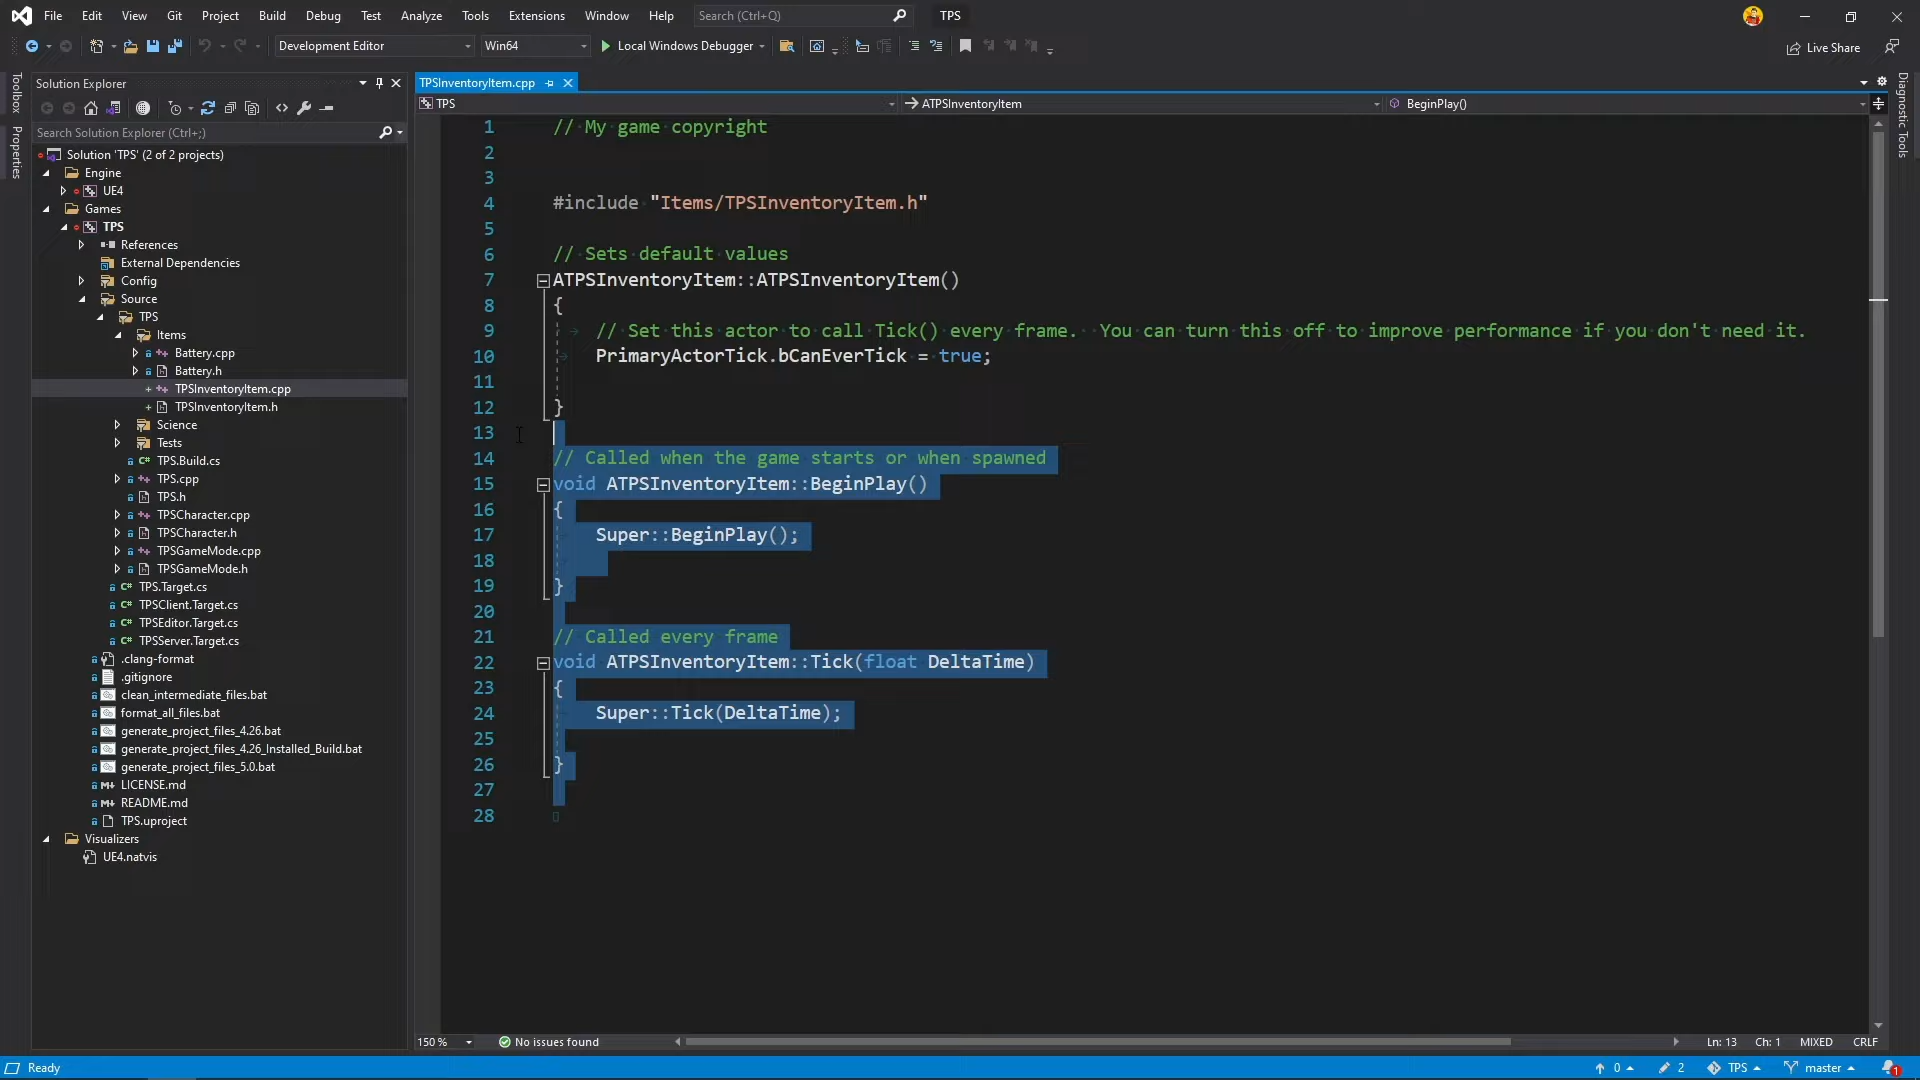 File Edit View Git Project Build Debug Test Analyze Tools Extensions Window Help Search (Ctrl+Q) TPS
Development Editor Win64 Local Windows Debugger Live Share
Toolbox
Properties
Solution Explorer
Search Solution Explorer (Ctrl+;)
Solution 'TPS' (2 of 2 projects)
Engine
UE4
Games
TPS
References
External Dependencies
Config
Source
TPS
Items
Battery.cpp
Battery.h
TPSInventoryItem.cpp
TPSInventoryItem.h
Science
Tests
TPS.Build.cs
TPS.cpp
TPS.h
TPSCharacter.cpp
TPSCharacter.h
TPSGameMode.cpp
TPSGameMode.h
TPS.Target.cs
TPSClient.Target.cs
TPSEditor.Target.cs
TPSServer.Target.cs
.clang-format
.gitignore
clean_intermediate_files.bat
format_all_files.bat
generate_project_files_4.26.bat
generate_project_files_4.26_Installed_Build.bat
generate_project_files_5.0.bat
LICENSE.md
README.md
TPS.uproject
Visualizers
UE4.natvis
TPSInventoryItem.cpp
TPS ATPSInventoryItem BeginPlay()
1 // My game copyright
2
3
4 #include "Items/TPSInventoryItem.h"
5
6 // Sets default values
7 ATPSInventoryItem::ATPSInventoryItem()
8 {
9 // Set this actor to call Tick() every frame.  You can turn this off to improve performance if you don't need it.
10 PrimaryActorTick.bCanEverTick = true;
11
12 }
13
14 // Called when the game starts or when spawned
15 void ATPSInventoryItem::BeginPlay()
16 {
17 Super::BeginPlay();
18
19 }
20
21 // Called every frame
22 void ATPSInventoryItem::Tick(float DeltaTime)
23 {
24 Super::Tick(DeltaTime);
25
26 }
27
28
Diagnostic Tools
150 % No issues found Ln: 13 Ch: 1 MIXED CRLF
Ready 0 2 TPS master 1